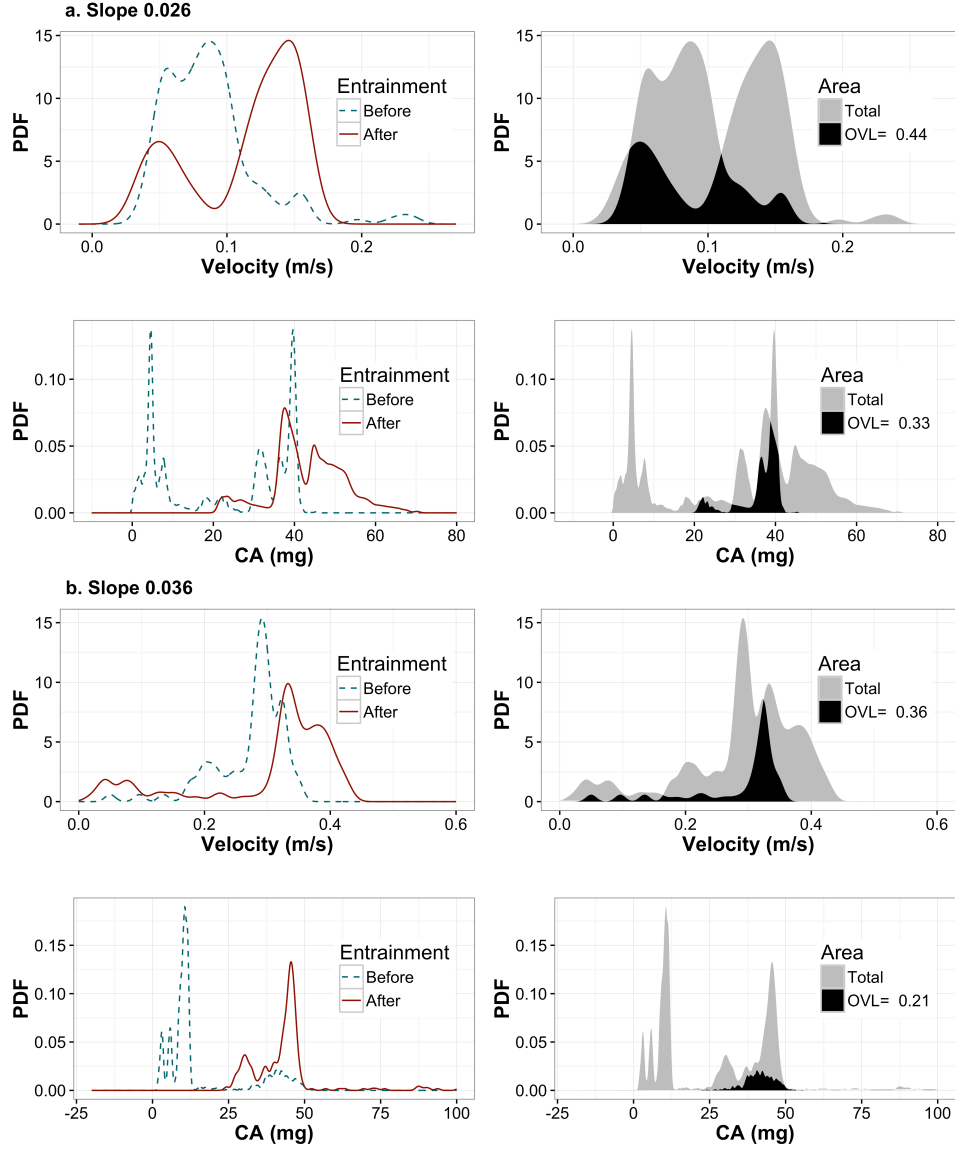 a. Slope 0.026
15
10
5
0
PDF
Entrainment
Before
After
0.0 0.1 0.2
Velocity (m/s)
15
10
5
0
PDF
Area
Total
OVL= 0.44
0.0 0.1 0.2
Velocity (m/s)
0.10
0.05
0.00
PDF
Entrainment
Before
After
0 20 40 60 80
CA (mg)
0.10
0.05
0.00
PDF
Area
Total
OVL= 0.33
0 20 40 60 80
CA (mg)
b. Slope 0.036
15
10
5
0
PDF
Entrainment
Before
After
0.0 0.2 0.4 0.6
Velocity (m/s)
15
10
5
0
PDF
Area
Total
OVL= 0.36
0.0 0.2 0.4 0.6
Velocity (m/s)
0.15
0.10
0.05
0.00
PDF
Entrainment
Before
After
-25 0 25 50 75 100
CA (mg)
0.15
0.10
0.05
0.00
PDF
Area
Total
OVL= 0.21
-25 0 25 50 75 100
CA (mg)